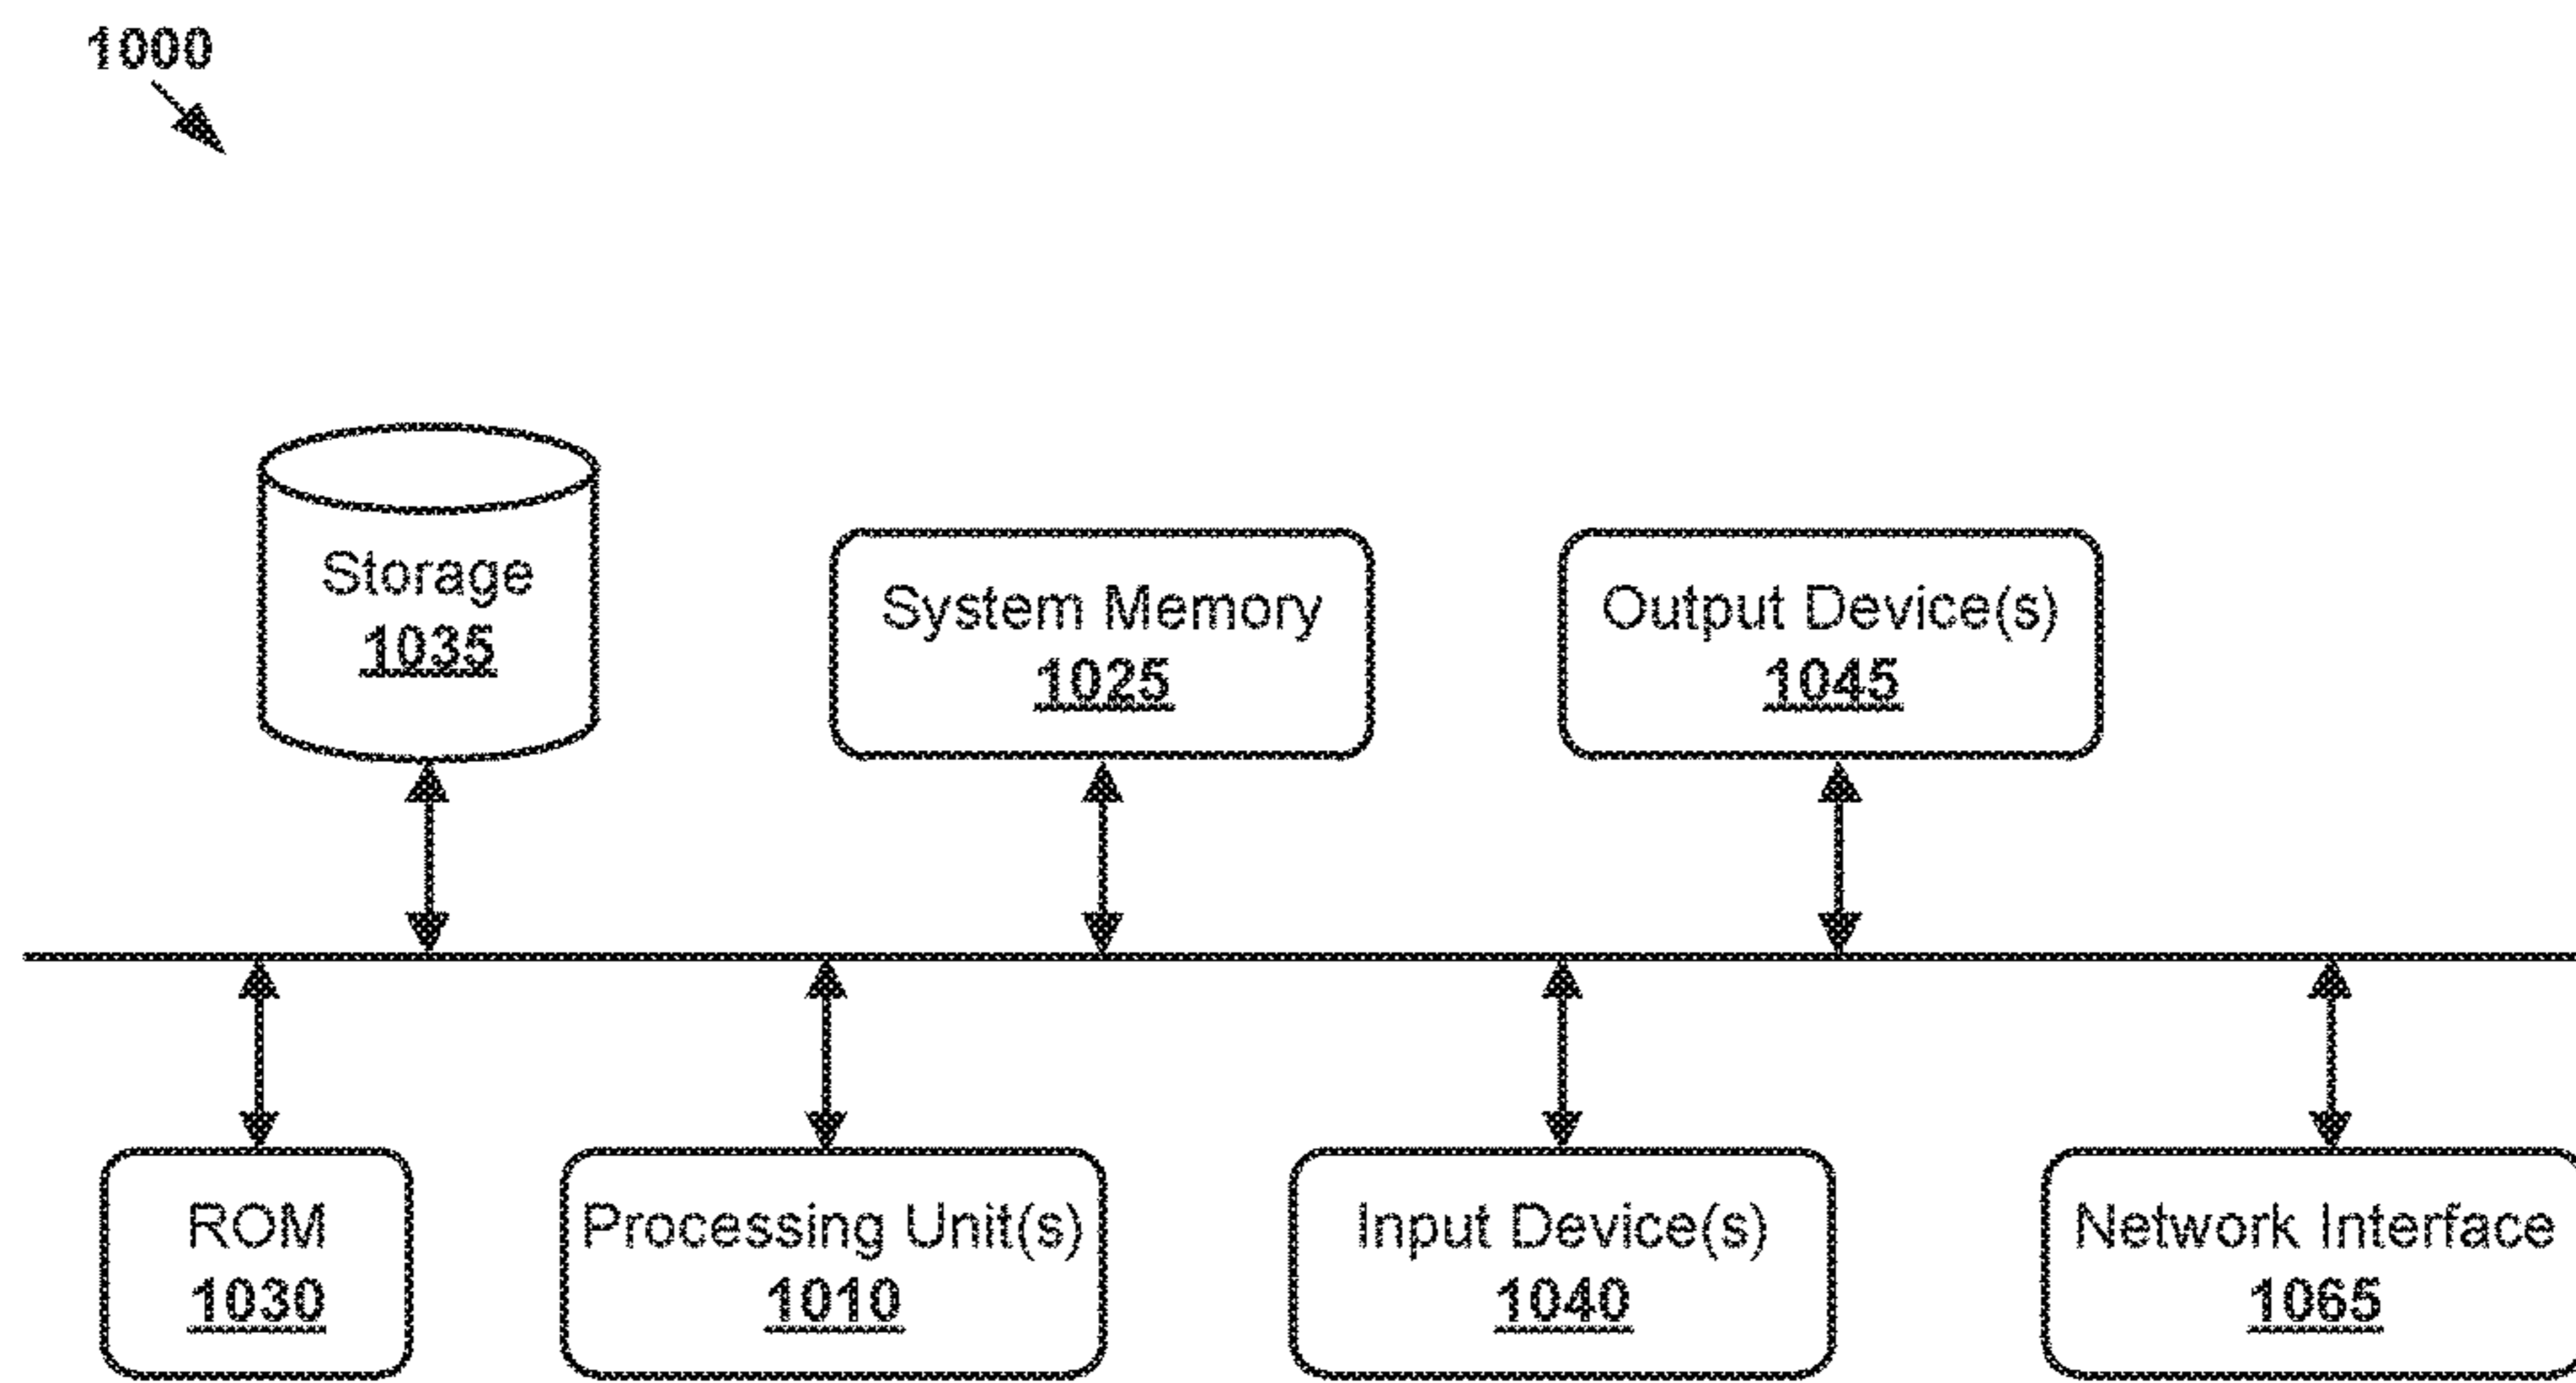 1000
Storage
1035
System Memory
1025
Output Device(s)
1045
ROM
1030
Processing Unit(s)
1010
Input Device(s)
1040
Network Interface
1065